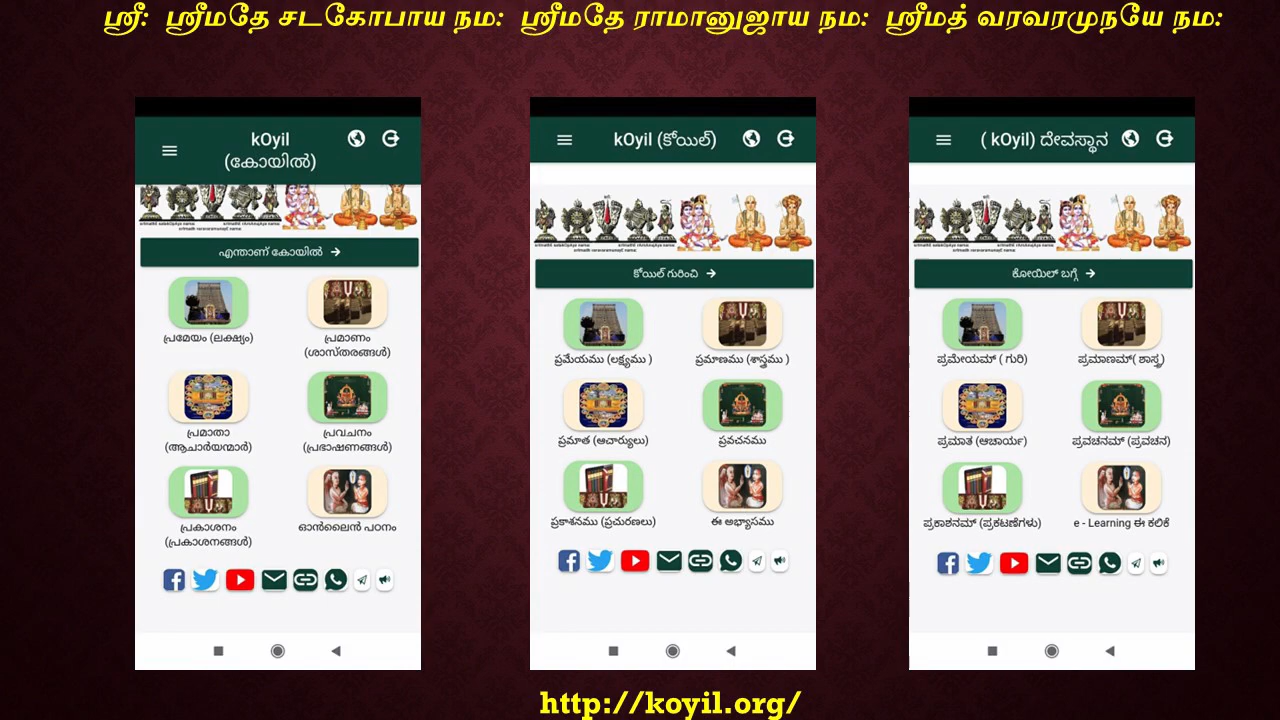 ஸ்ரீ:  ஸ்ரீமதே சடகோபாய நம:  ஸ்ரீமதே ராமானுஜாய நம:  ஸ்ரீமத் வரவரமுநயே நம:
kOyil
(കോയിൽ)
എന്താണ് കോയിൽ →
പ്രമേയം (ലക്ഷ്യം)
പ്രമാണം
(ശാസ്തരങ്ങൾ)
പ്രമാതാ
(ആചാർയന്മാർ)
പ്രവചനം
(പ്രഭാഷണങ്ങൾ)
പ്രകാശനം
(പ്രകാശനങ്ങൾ)
ഓൻലൈൻ പഠനം
kOyil (కోయిల్)
కోయిల్ గురించి →
ప్రమేయము (లక్ష్యము )
ప్రమాణము (శాస్త్రము )
ప్రమాత (ఆచార్యులు)
ప్రవచనము
ప్రకాశనము (ప్రచురణలు)
ఈ అభ్యాసము
( kOyil) ದೇವಸ್ಥಾನ
ಕೋಯಿಲ್ ಬಗ್ಗೆ →
ಪ್ರಮೇಯಮ್ ( ಗುರಿ)
ಪ್ರಮಾಣಮ್( ಶಾಸ್ತ್ರ)
ಪ್ರಮಾತ (ಆಚಾರ್ಯ)
ಪ್ರವಚನಮ್ (ಪ್ರವಚನ)
ಪ್ರಕಾಶನಮ್ (ಪ್ರಕಟಣೆಗಳು)
e - Learning ಈ ಕಲಿಕೆ
http://koyil.org/